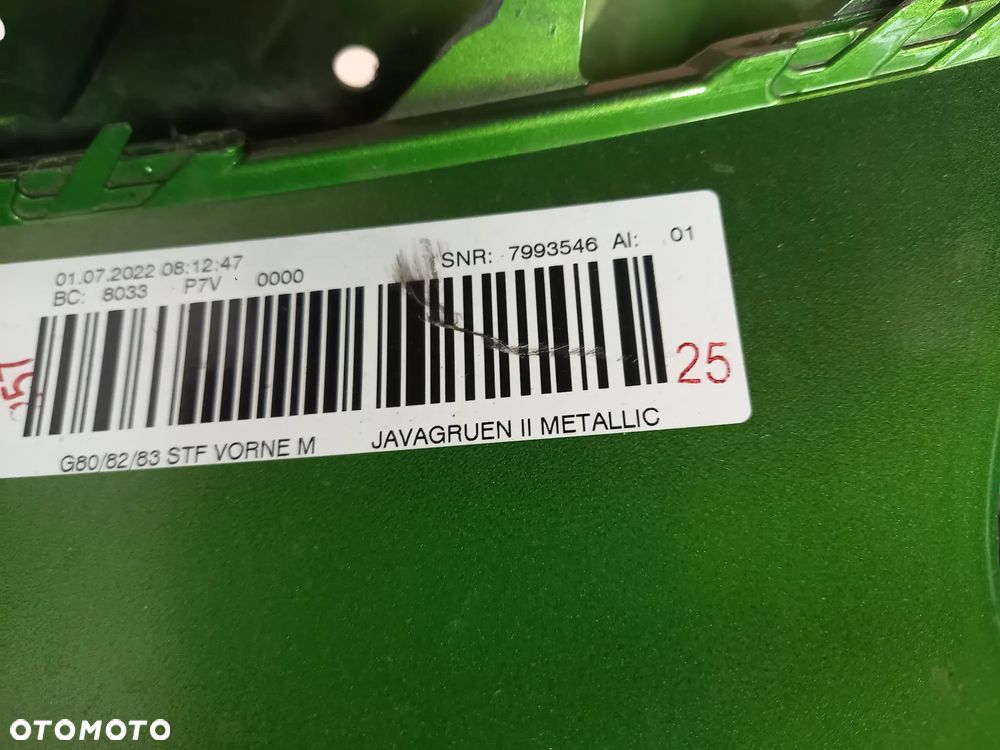 01.07.2022 08:12:47
BC: 8033 P7V 0000
SNR: 7993546 AI: 01
25
G80/82/83 STF VORNE M
JAVAGRUEN II METALLIC
OTOMOTO